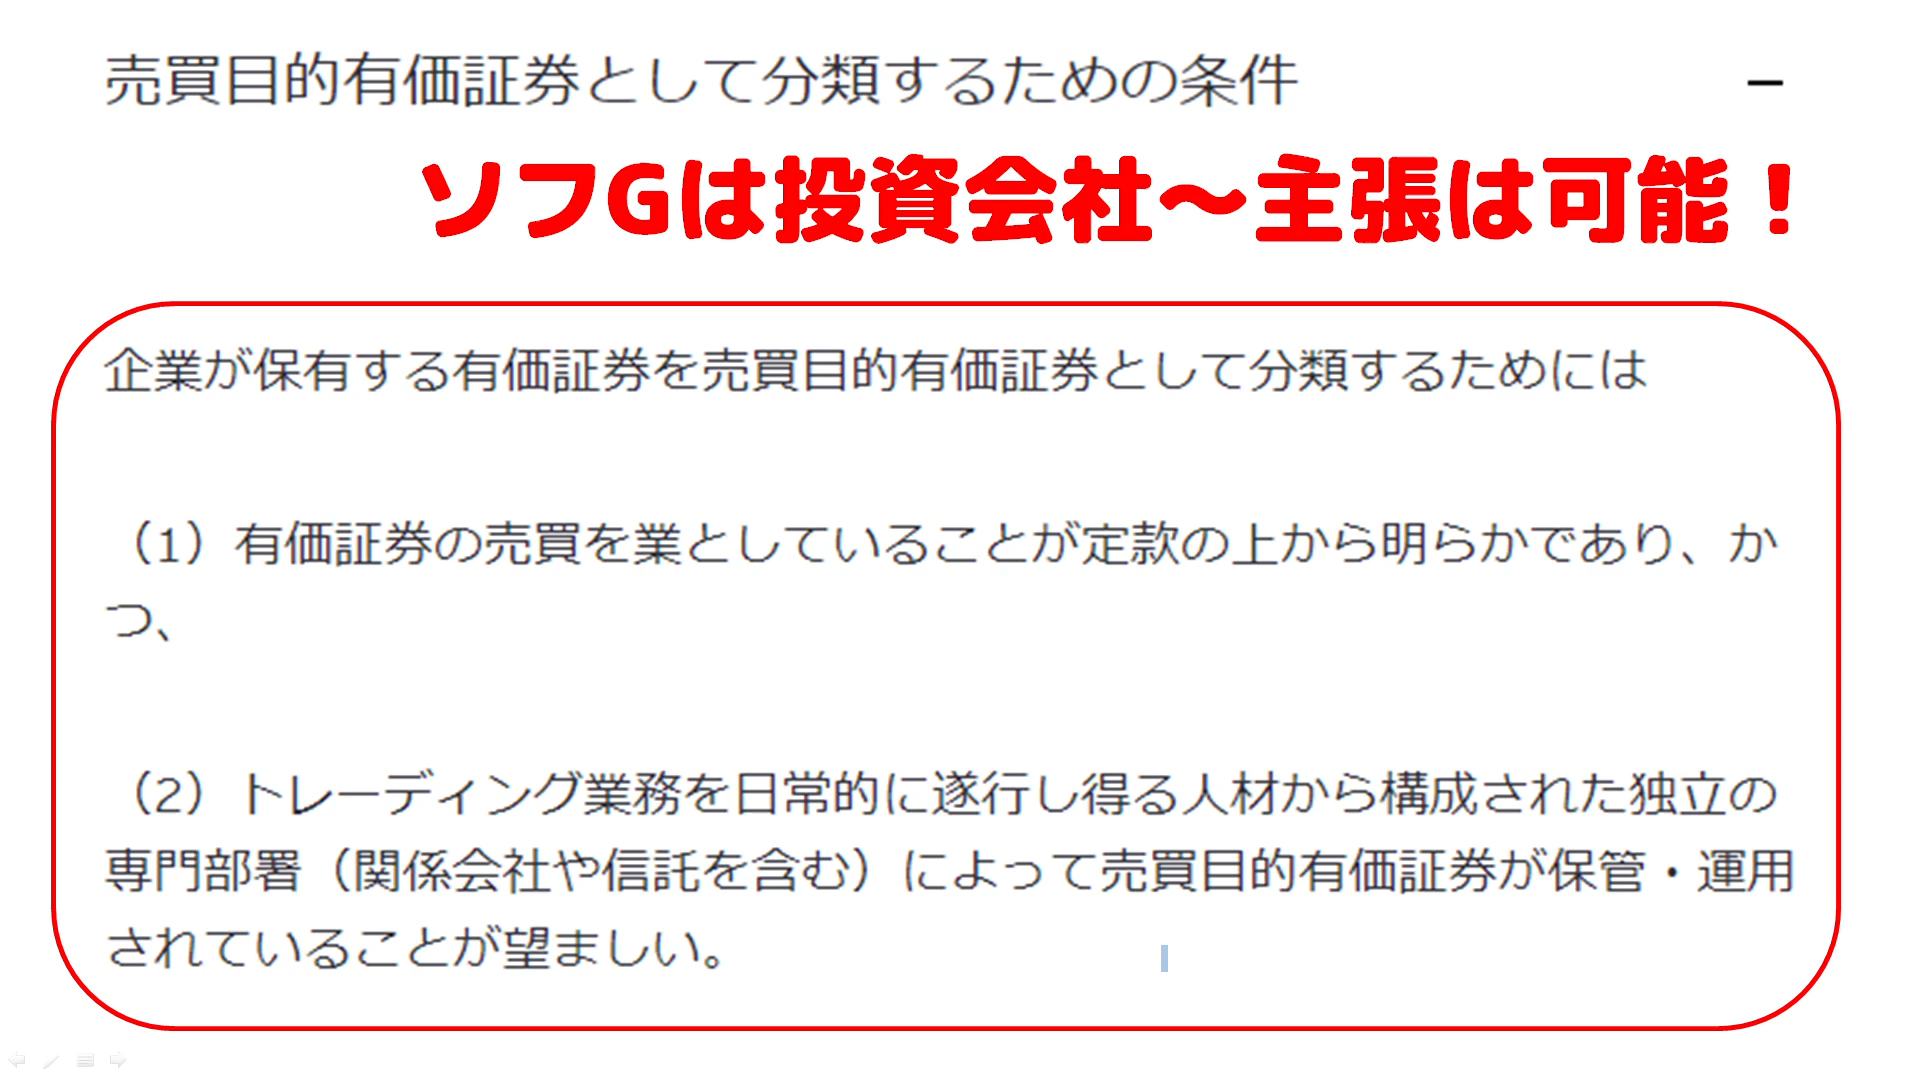 売買目的有価証券として分類するための条件
ソフGは投資会社～主張は可能！
企業が保有する有価証券を売買目的有価証券として分類するためには
（1）有価証券の売買を業としていることが定款の上から明らかであり、か
つ、
（2）トレーディング業務を日常的に遂行し得る人材から構成された独立の
専門部署（関係会社や信託を含む）によって売買目的有価証券が保管・運用
されていることが望ましい。